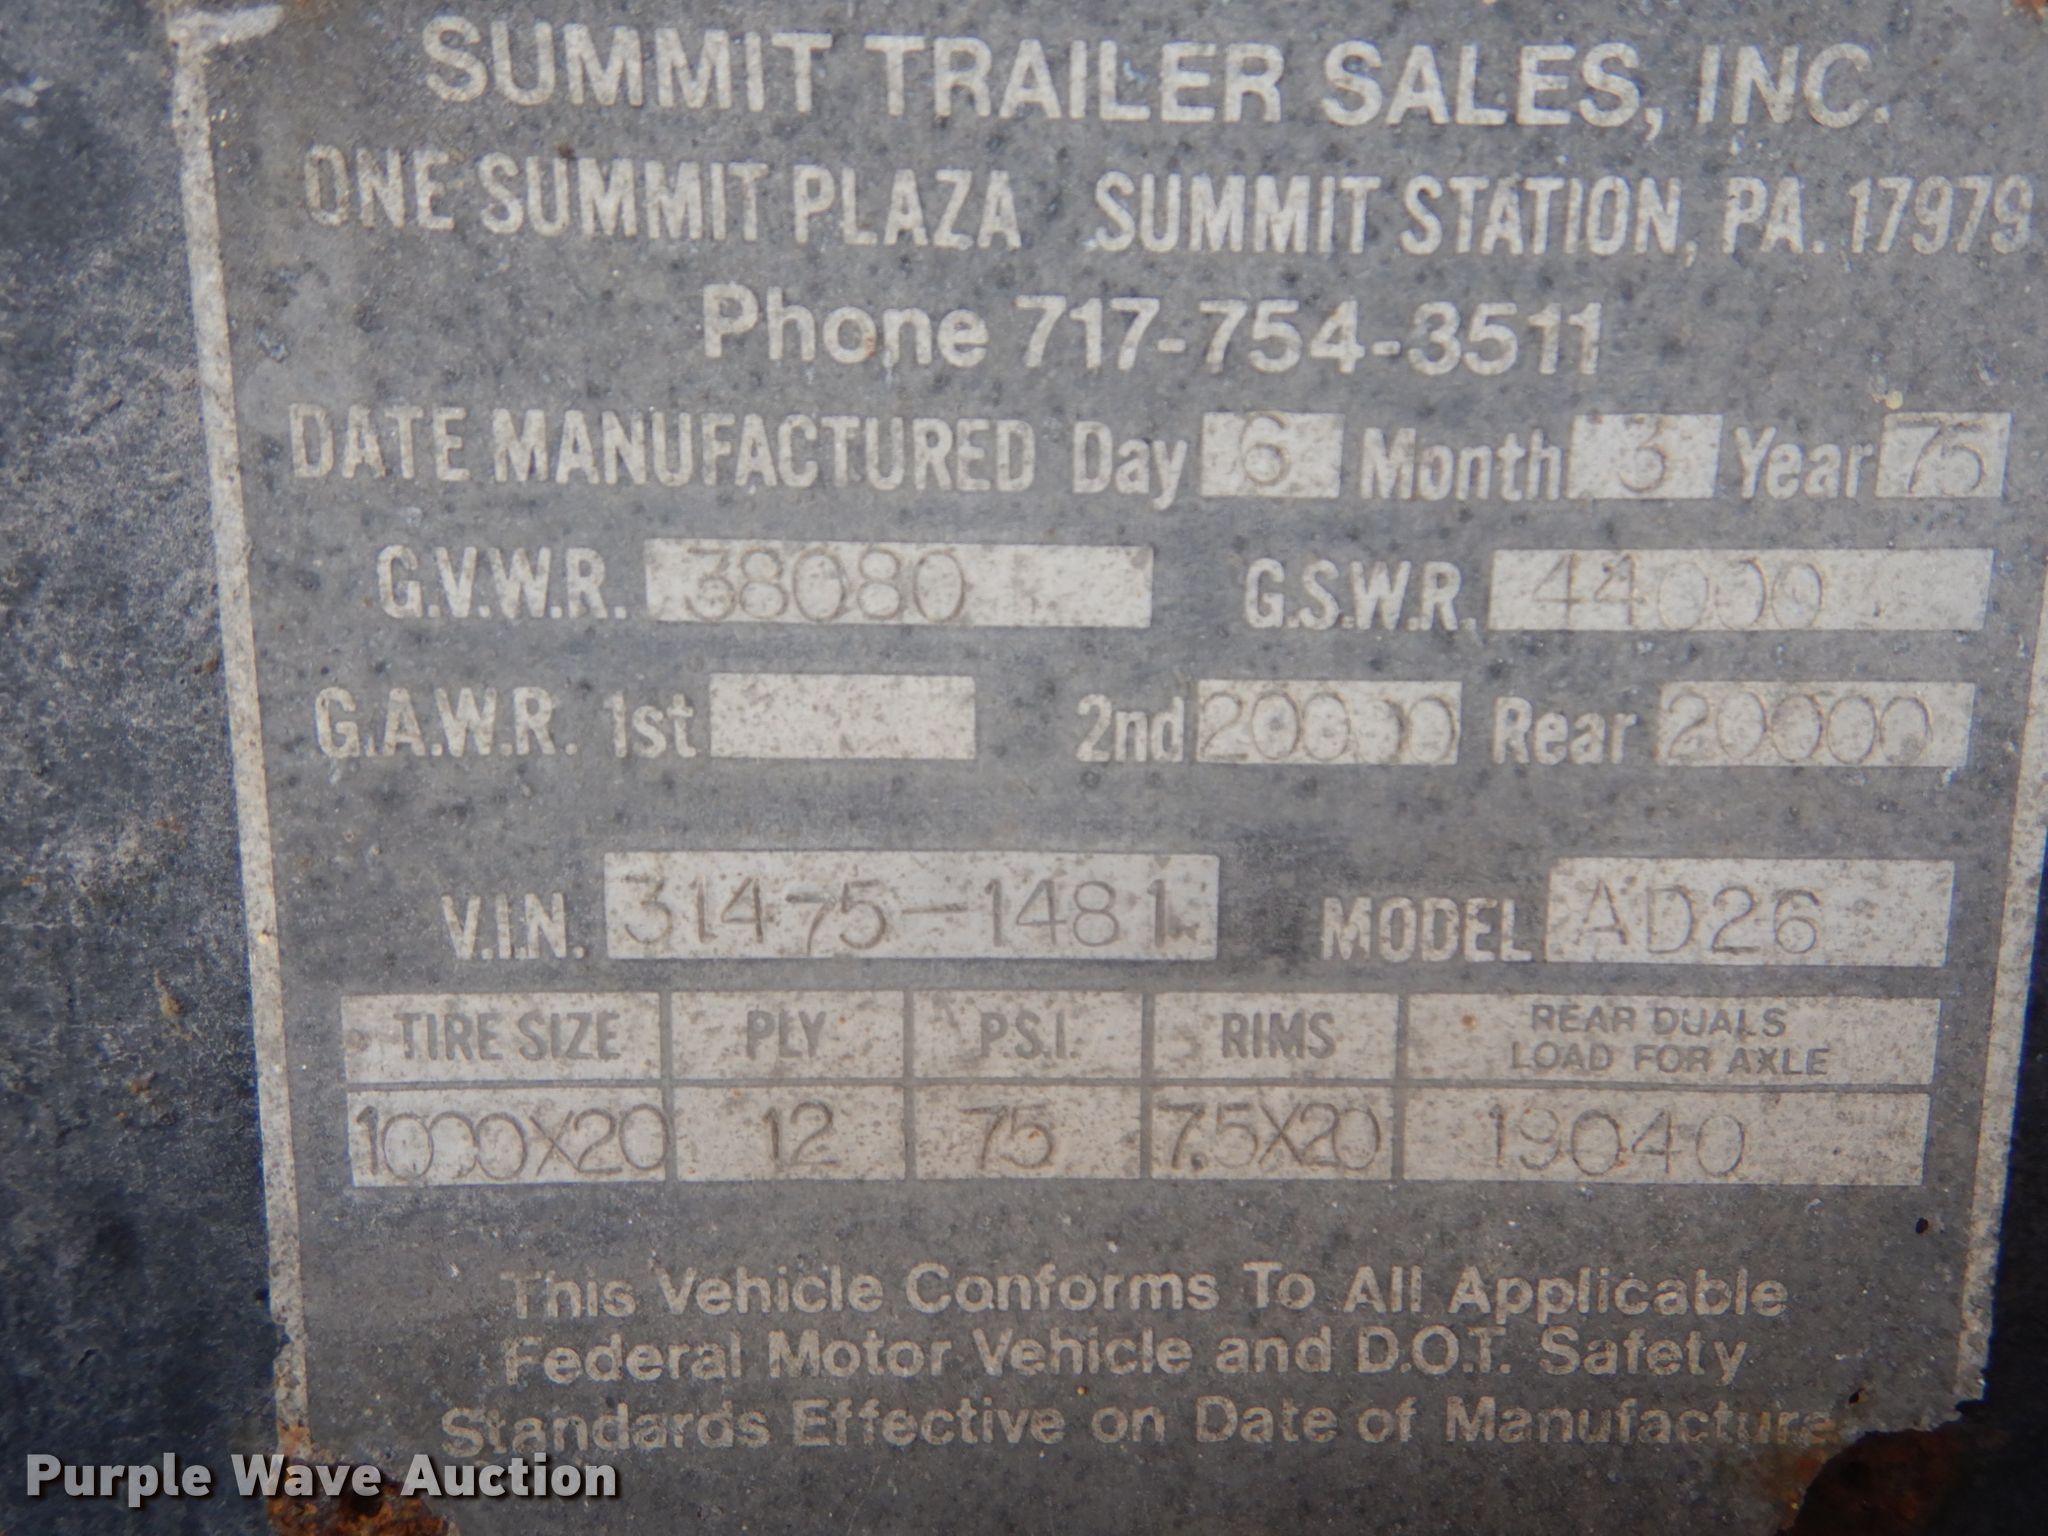 SUMMIT TRAILER SALES, INC.
ONE SUMMIT PLAZA SUMMIT STATION, PA. 17979
Phone 717-754-3511
DATE MANUFACTURED Day 6 Month 3 Year 75
G.V.W.R. 38080 G.S.W.R. 44000
G.A.W.R. 1st 2nd 20000 Rear 20000
V.I.N. 31475-1481 MODEL AD26
TIRE SIZE PLY P.S.I. RIMS REAR DUALS LOAD FOR AXLE
1000X20 12 75 7.5X20 19040
This Vehicle Conforms To All Applicable
Federal Motor Vehicle and D.O.T. Safety
Standards Effective on Date of Manufacture
Purple Wave Auction